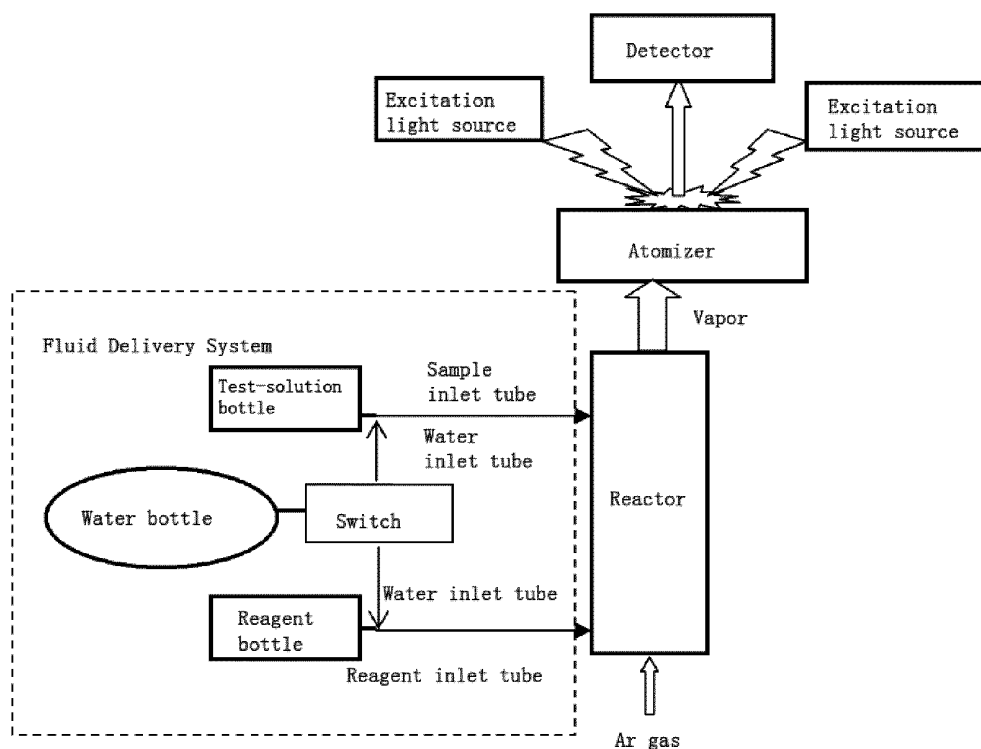 Detector
Excitation
light source
Excitation
light source
Atomizer
Vapor
Fluid Delivery System
Test-solution
bottle
Sample
inlet tube
Water
inlet tube
Water bottle
Switch
Reactor
Water inlet tube
Reagent
bottle
Reagent inlet tube
Ar gas